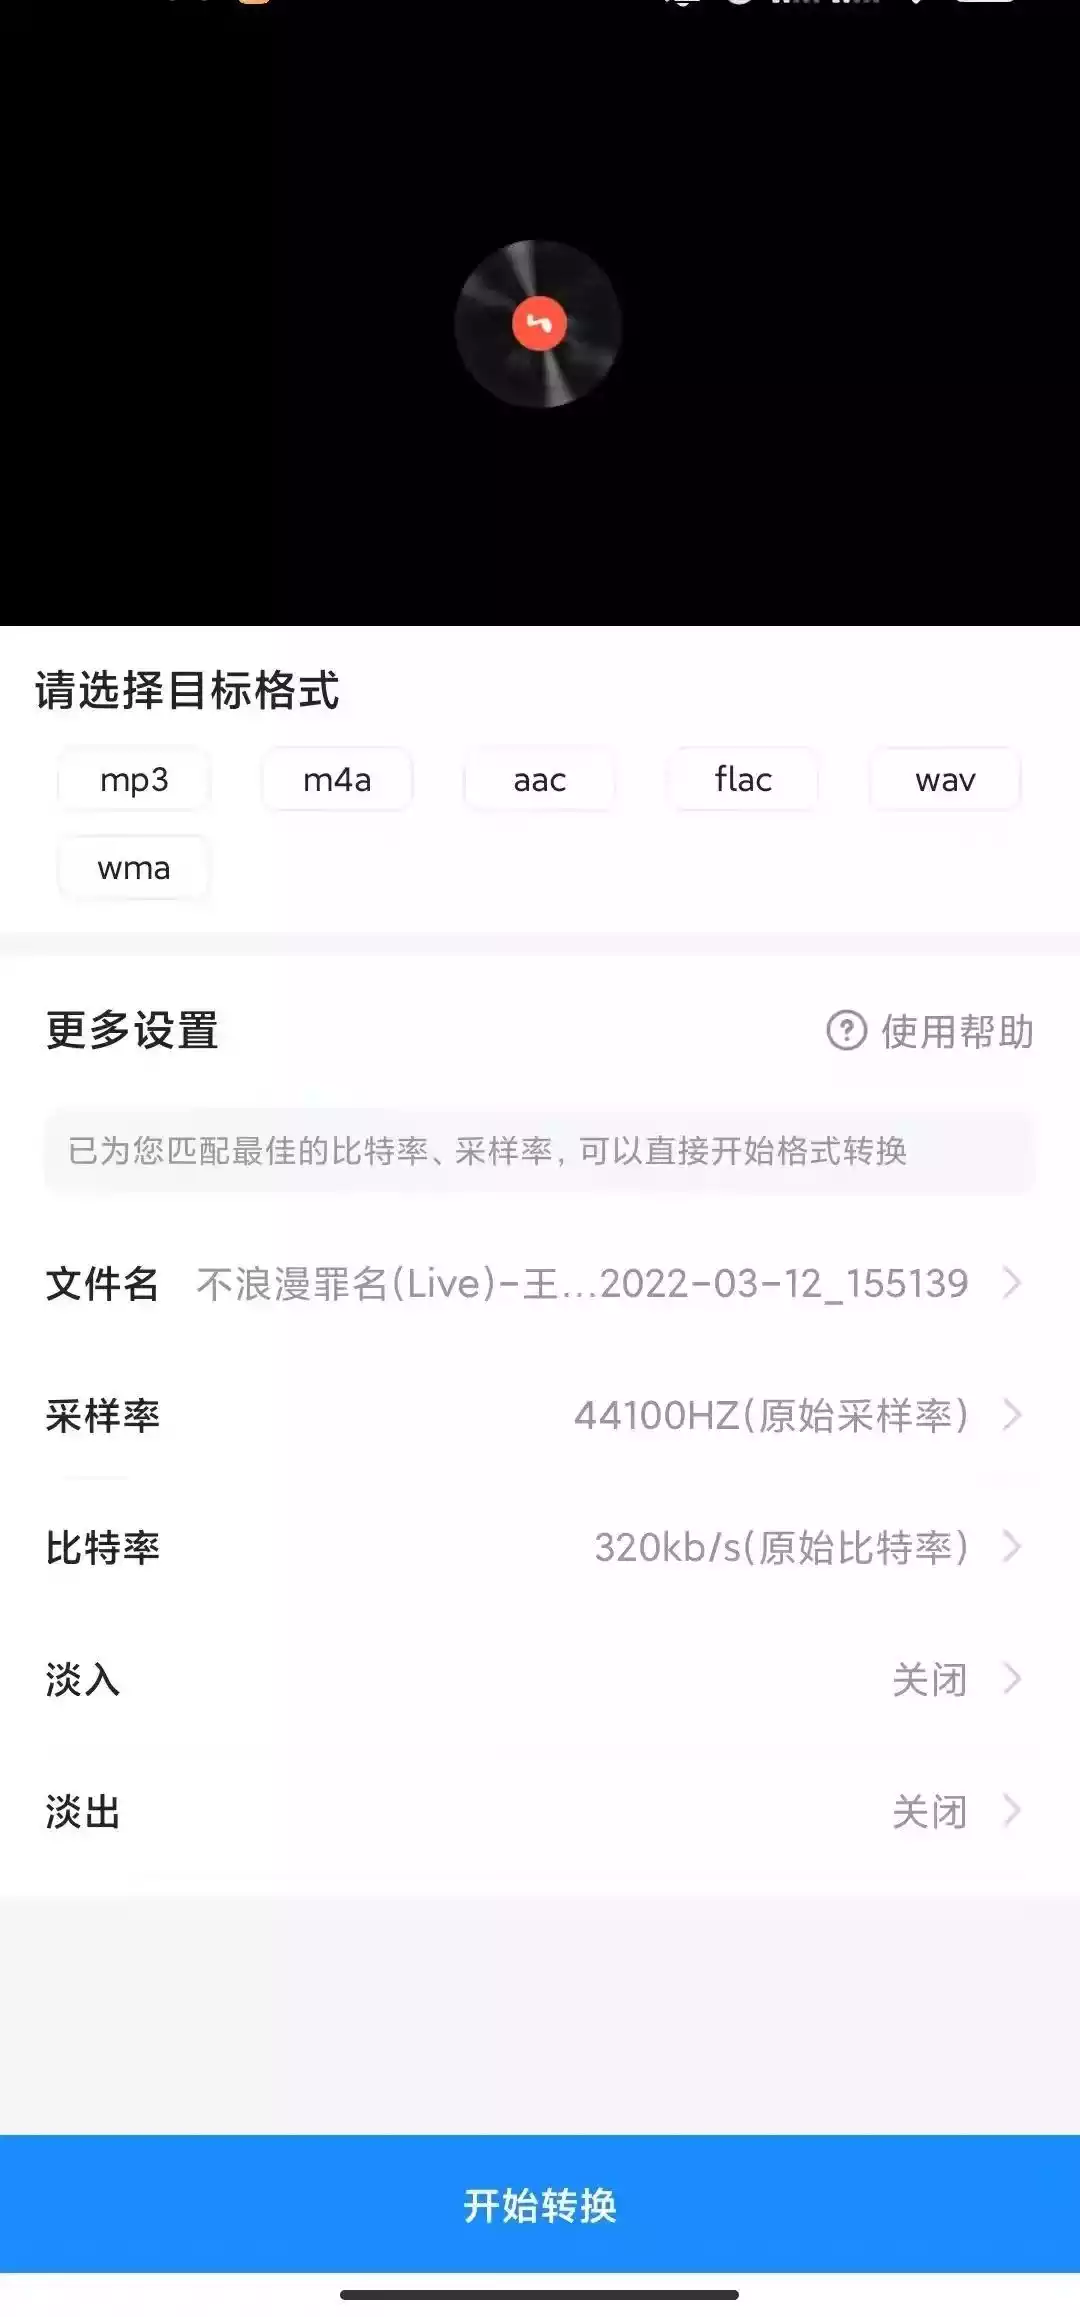 请选择目标格式
mp3 m4a aac flac wav
wma
更多设置 ? 使用帮助
已为您匹配最佳的比特率、采样率, 可以直接开始格式转换
文件名 不浪漫罪名(Live)-王...2022-03-12_155139
采样率 44100HZ(原始采样率)
比特率 320kb/s(原始比特率)
淡入 关闭
淡出 关闭
开始转换